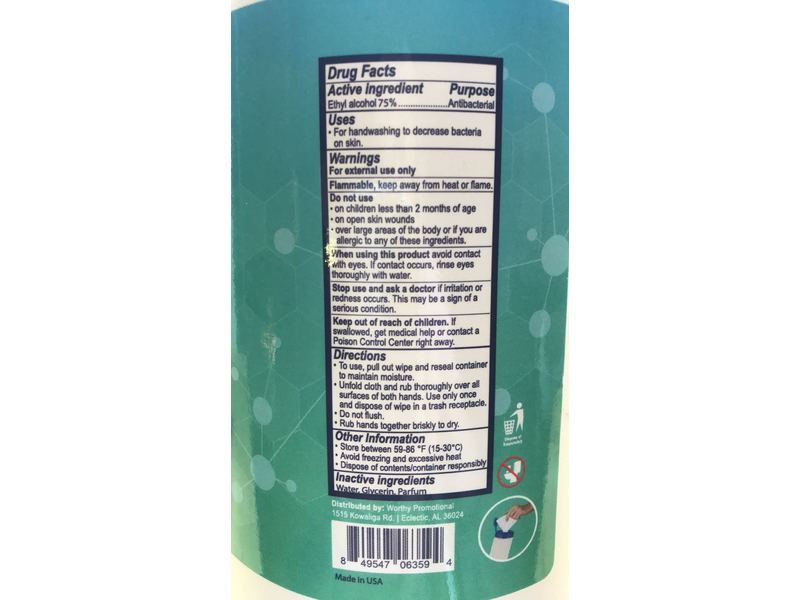 Drug Facts
Active ingredient Purpose
Ethyl alcohol 75%.....................Antibacterial
Uses
• For handwashing to decrease bacteria
on skin.
Warnings
For external use only
Flammable, keep away from heat or flame.
Do not use
• on children less than 2 months of age
• on open skin wounds
• over large areas of the body or if you are
allergic to any of these ingredients.
When using this product avoid contact
with eyes. If contact occurs, rinse eyes
thoroughly with water.
Stop use and ask a doctor if irritation or
redness occurs. This may be a sign of a
serious condition.
Keep out of reach of children. If
swallowed, get medical help or contact a
Poison Control Center right away.
Directions
• To use, pull out wipe and reseal container
to maintain moisture.
• Unfold cloth and rub thoroughly over all
surfaces of both hands. Use only once
and dispose of wipe in a trash receptacle.
• Do not flush.
• Rub hands together briskly to dry.
Other Information
• Store between 59-86 °F (15-30°C)
• Avoid freezing and excessive heat
• Dispose of contents/container responsibly
Inactive ingredients
Water, Glycerin, Parfum
Dispose of
Responsibly
Distributed by: Worthy Promotional
1515 Kowaliga Rd. | Eclectic, AL 36024
8 49547 06359 4
Made in USA